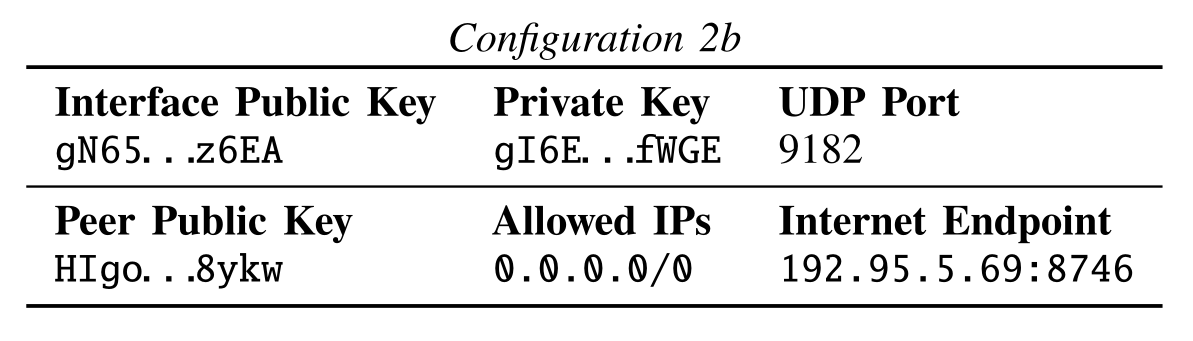 Configuration 2b
Interface Public Key Private Key UDP Port
gN65...z6EA gI6E...fWGE 9182
Peer Public Key Allowed IPs Internet Endpoint
HIgo...8ykw 0.0.0.0/0 192.95.5.69:8746